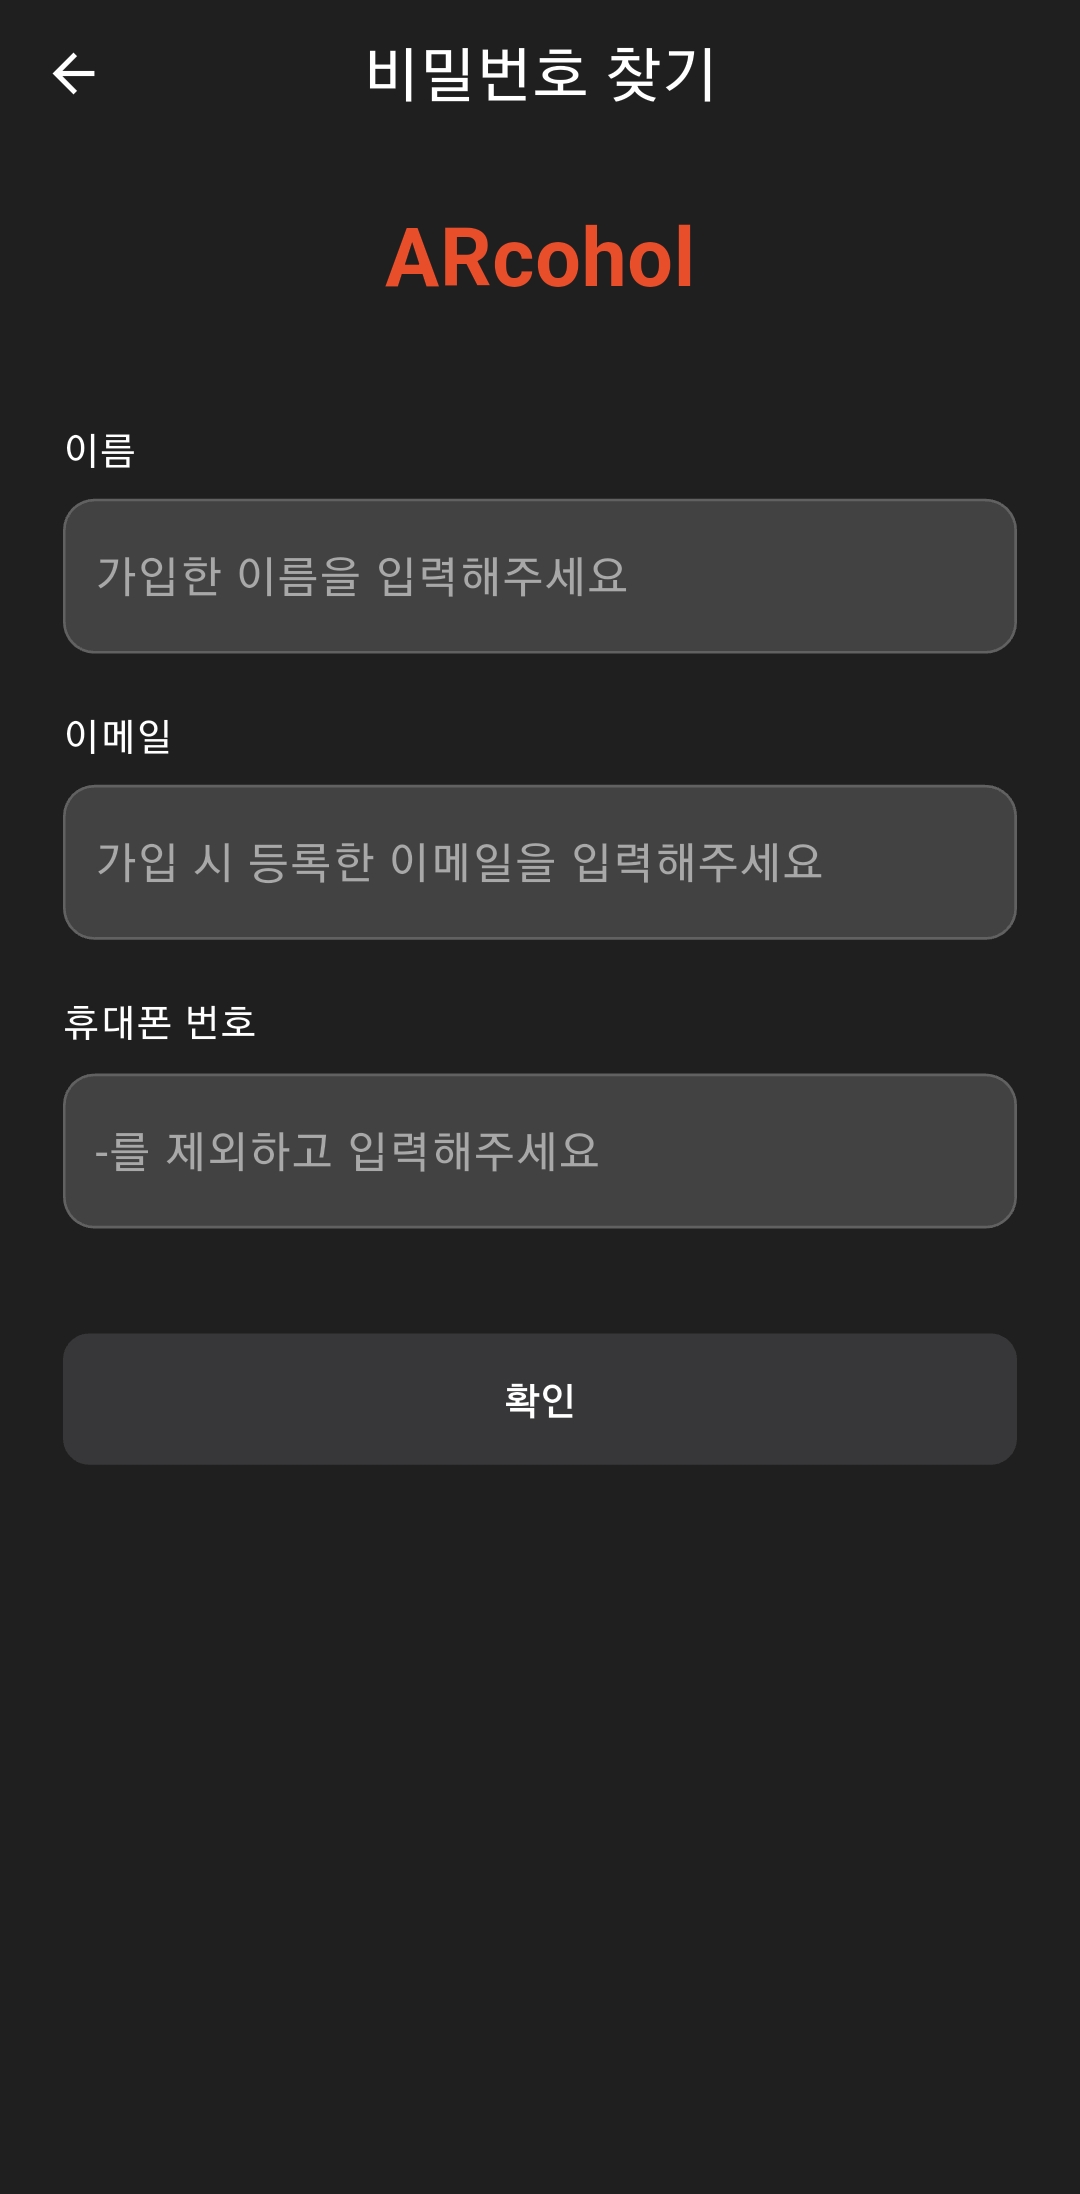 비밀번호 찾기
ARcohol
이름
가입한 이름을 입력해주세요
이메일
가입 시 등록한 이메일을 입력해주세요
휴대폰 번호
-를 제외하고 입력해주세요
확인